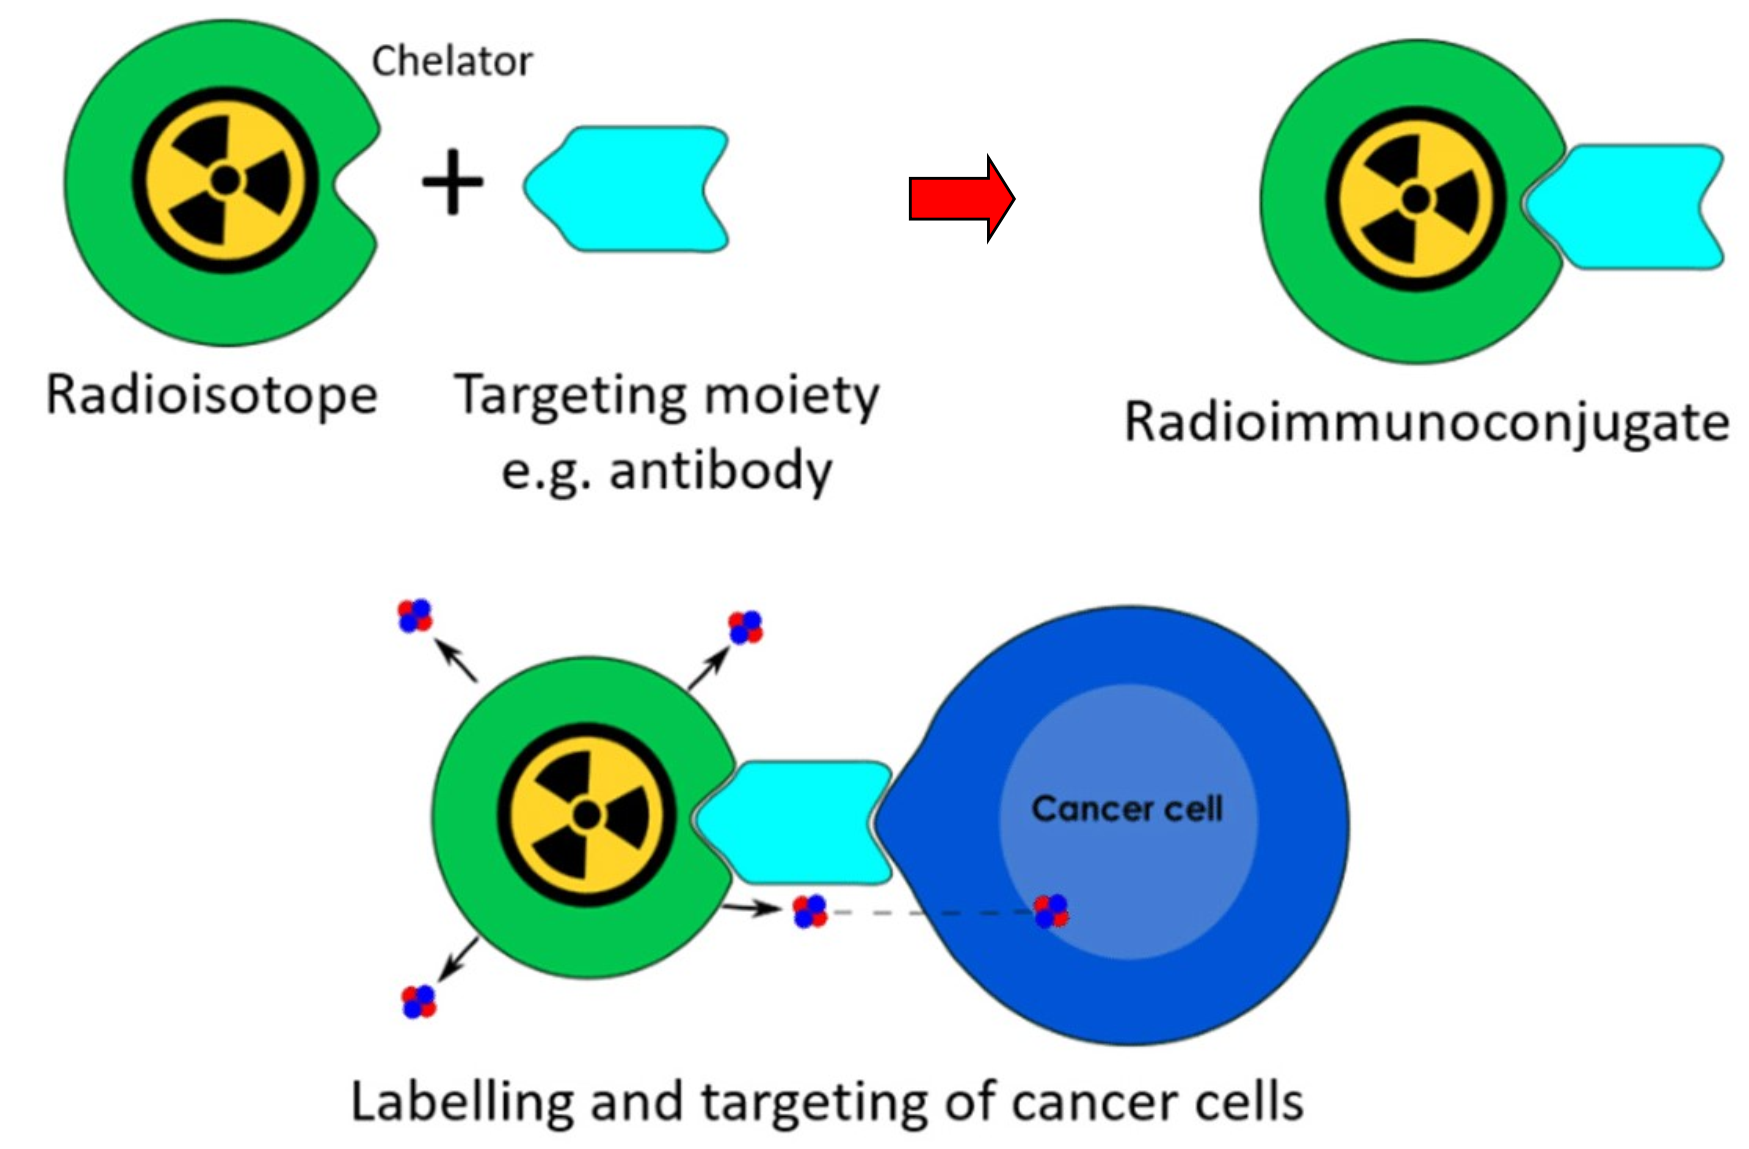 Chelator
Radioisotope
Targeting moiety
e.g. antibody
Radioimmunoconjugate
Cancer cell
Labelling and targeting of cancer cells